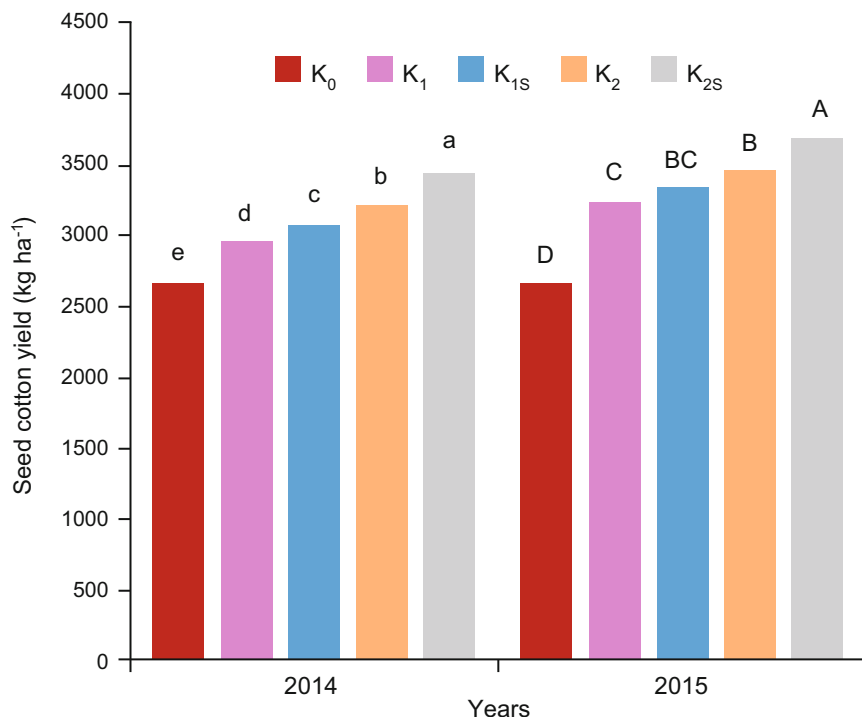 4500
4000
3500
3000
2500
2000
1500
1000
500
0
Seed cotton yield (kg ha⁻¹)
K₀ K₁ K₁S K₂ K₂S
e d c b a
D C BC B A
2014 2015
Years